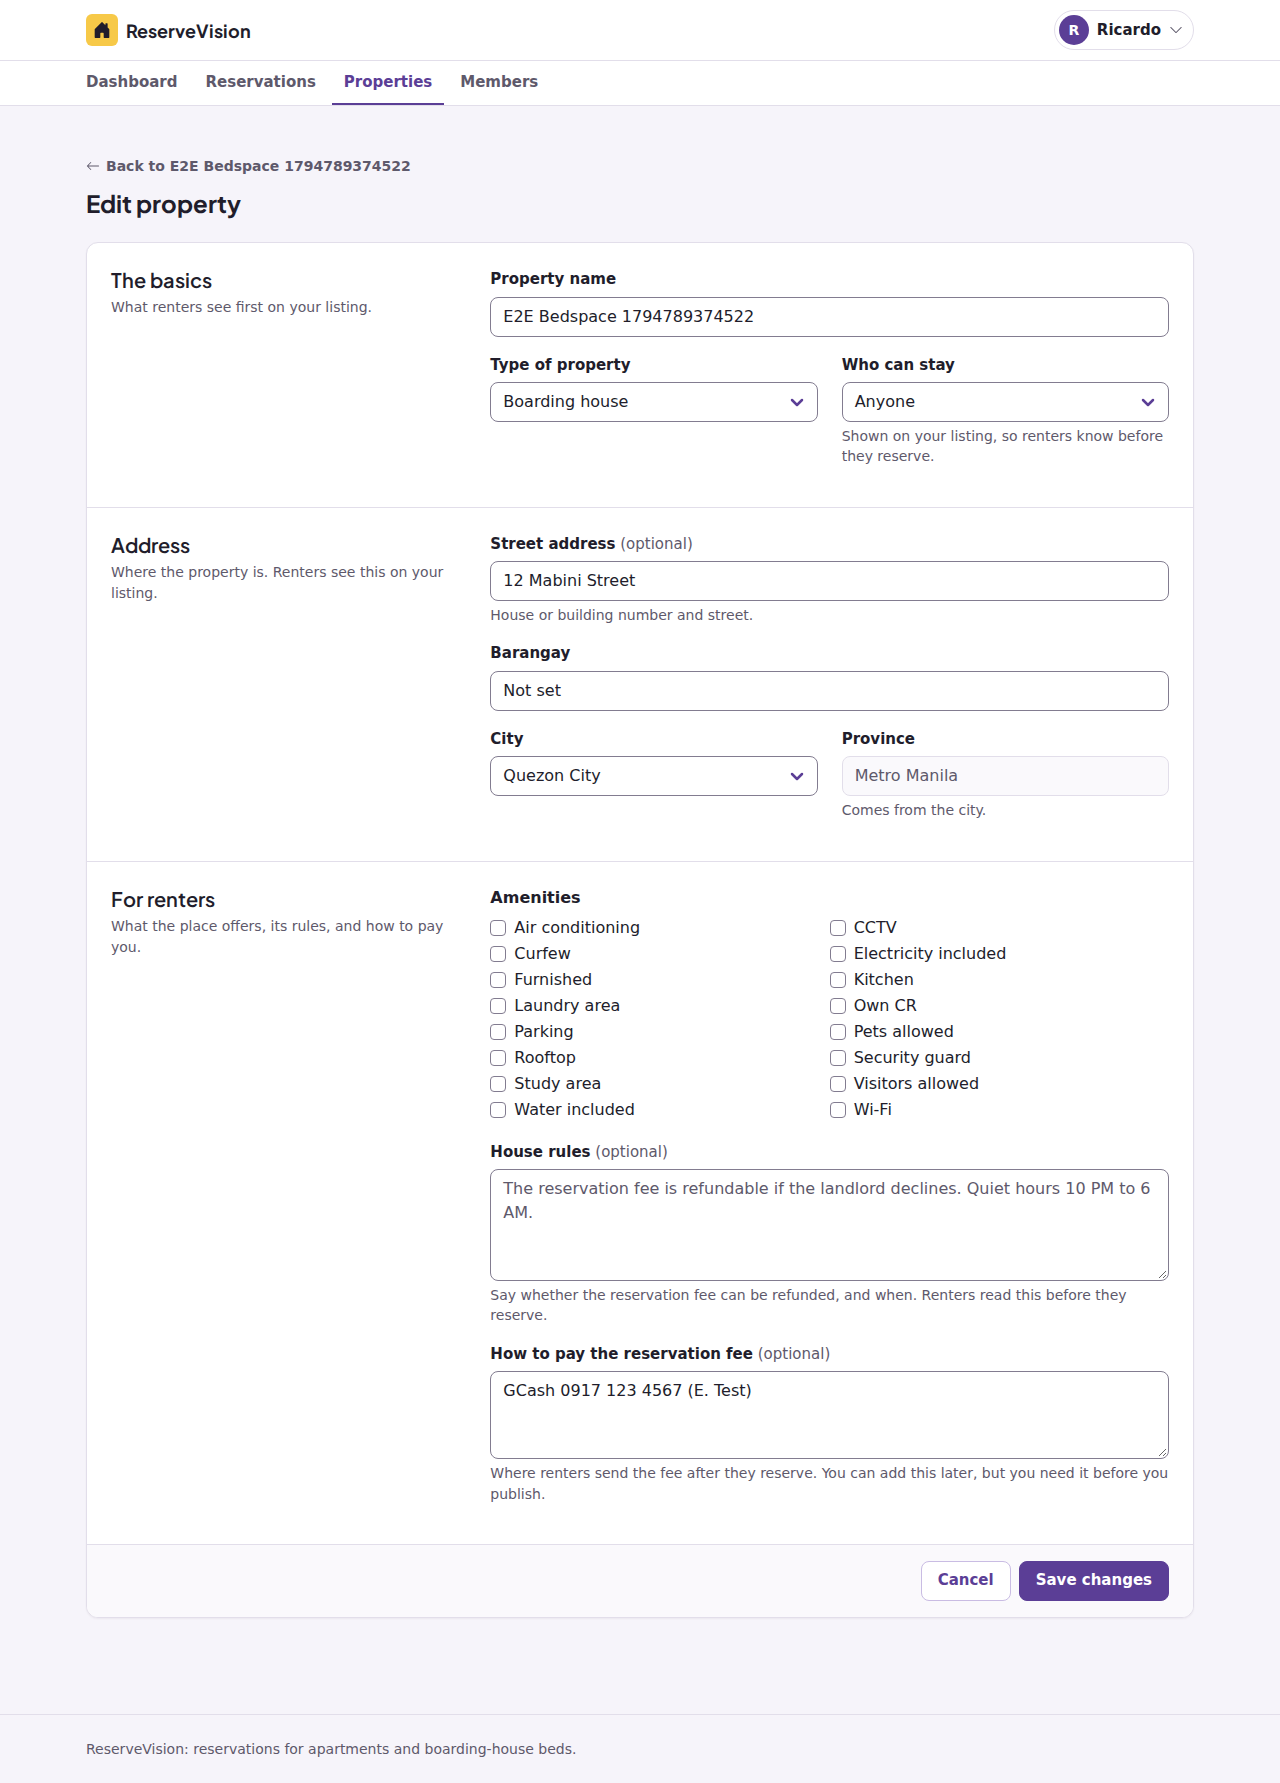 ReserveVision
R Ricardo
Dashboard Reservations Properties Members
Back to E2E Bedspace 1794789374522
Edit property
The basics
What renters see first on your listing.
Property name
E2E Bedspace 1794789374522
Type of property
Boarding house
Who can stay
Anyone
Shown on your listing, so renters know before
they reserve.
Address
Where the property is. Renters see this on your
listing.
Street address (optional)
12 Mabini Street
House or building number and street.
Barangay
Not set
City
Quezon City
Province
Metro Manila
Comes from the city.
For renters
What the place offers, its rules, and how to pay
you.
Amenities
Air conditioning
CCTV
Curfew
Electricity included
Furnished
Kitchen
Laundry area
Own CR
Parking
Pets allowed
Rooftop
Security guard
Study area
Visitors allowed
Water included
Wi-Fi
House rules (optional)
The reservation fee is refundable if the landlord declines. Quiet hours 10 PM to 6
AM.
Say whether the reservation fee can be refunded, and when. Renters read this before they
reserve.
How to pay the reservation fee (optional)
GCash 0917 123 4567 (E. Test)
Where renters send the fee after they reserve. You can add this later, but you need it before you
publish.
Cancel
Save changes
ReserveVision: reservations for apartments and boarding-house beds.